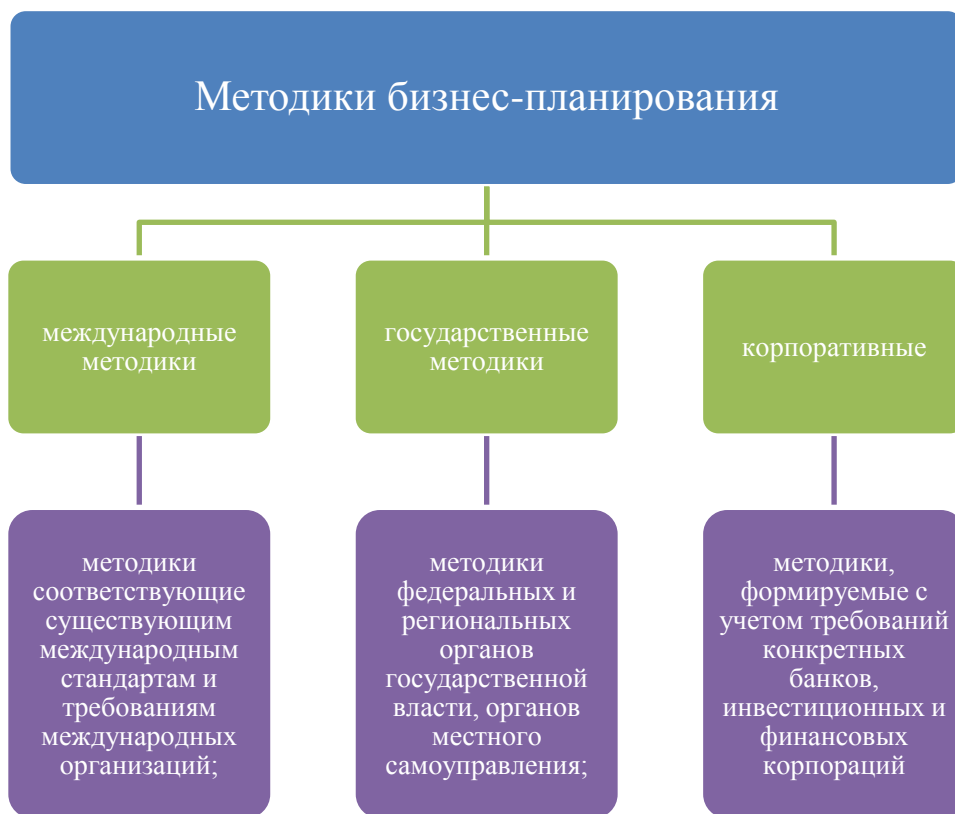 Методики бизнес-планирования
международные
методики
государственные
методики
корпоративные
методики
соответствующие
существующим
международным
стандартам и
требованиям
международных
организаций;
методики
федеральных и
региональных
органов
государственной
власти, органов
местного
самоуправления;
методики,
формируемые с
учетом требований
конкретных
банков,
инвестиционных и
финансовых
корпораций